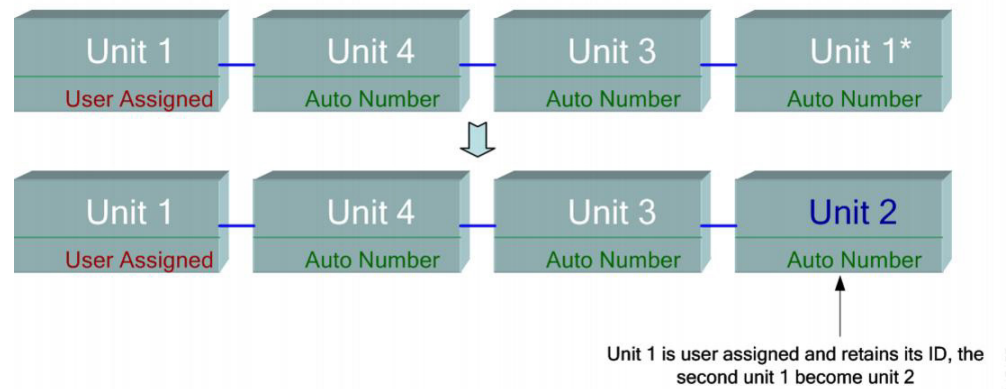 Unit 1 Unit 4 Unit 3 Unit 1*
User Assigned Auto Number Auto Number Auto Number
Unit 1 Unit 4 Unit 3 Unit 2
User Assigned Auto Number Auto Number Auto Number
Unit 1 is user assigned and retains its ID, the
second unit 1 become unit 2